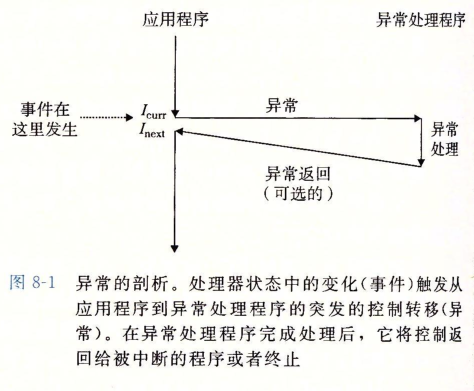 应用程序
异常处理程序
事件在
这里发生
Icurr
Inext
异常
异常
处理
异常返回
(可选的)
图 8-1 异常的剖析。处理器状态中的变化(事件)触发从
应用程序到异常处理程序的突发的控制转移(异
常)。在异常处理程序完成处理后，它将控制返
回给被中断的程序或者终止